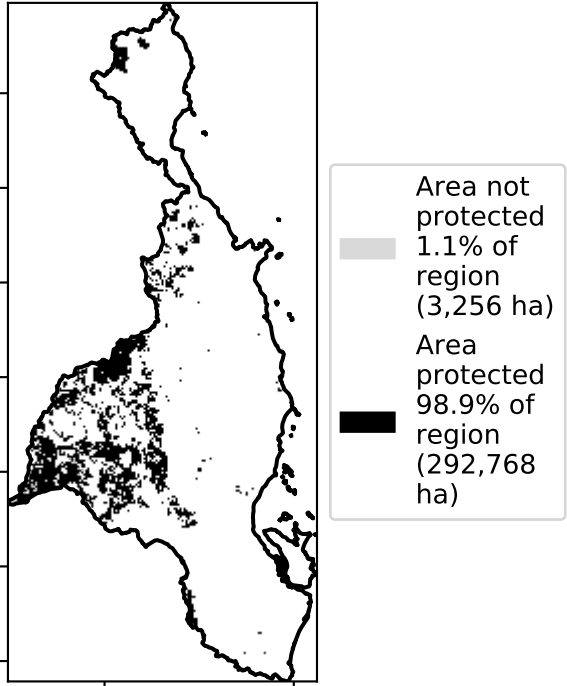 Area not
protected
1.1% of
region
(3,256 ha)
Area
protected
98.9% of
region
(292,768
ha)